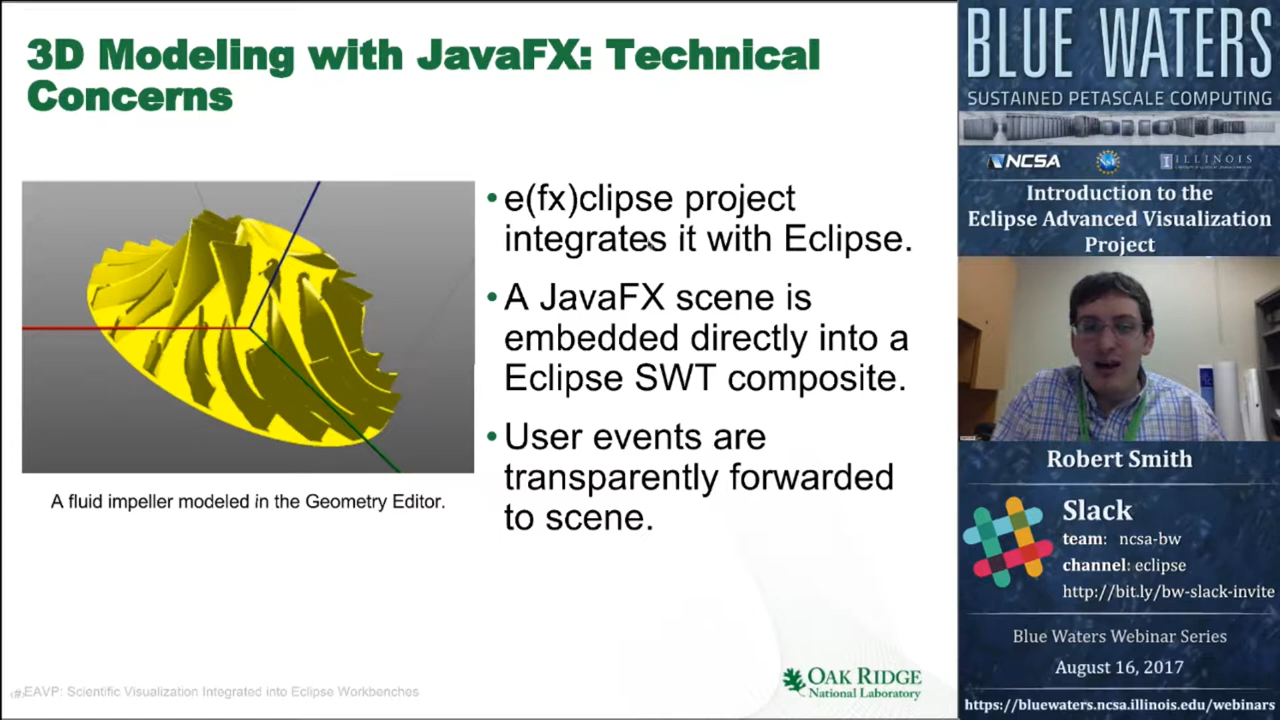 3D Modeling with JavaFX: Technical
Concerns
A fluid impeller modeled in the Geometry Editor.
• e(fx)clipse project
integrates it with Eclipse.
• A JavaFX scene is
embedded directly into a
Eclipse SWT composite.
• User events are
transparently forwarded
to scene.
EAVP: Scientific Visualization Integrated into Eclipse Workbenches
OAK RIDGE
National Laboratory
BLUE WATERS
SUSTAINED PETASCALE COMPUTING
NCSA
NSF
ILLINOIS
Introduction to the
Eclipse Advanced Visualization
Project
Robert Smith
Slack
team: ncsa-bw
channel: eclipse
http://bit.ly/bw-slack-invite
Blue Waters Webinar Series
August 16, 2017
https://bluewaters.ncsa.illinois.edu/webinars